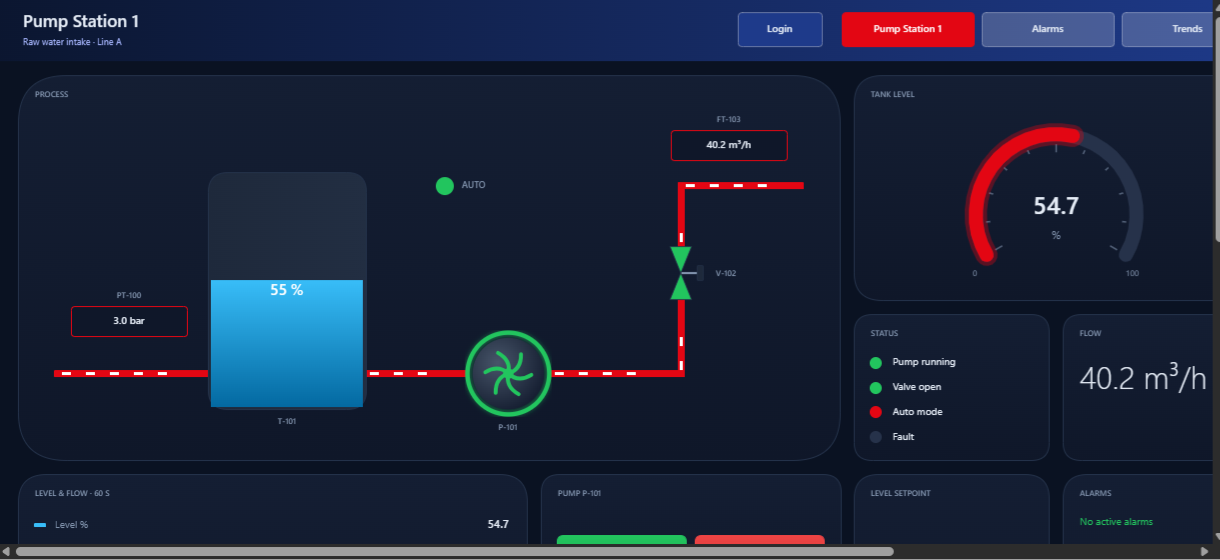 Pump Station 1
Raw water intake · Line A
Login
Pump Station 1
Alarms
Trends
PROCESS
FT-103
40.2 m³/h
AUTO
V-102
PT-100
3.0 bar
55 %
T-101
P-101
TANK LEVEL
54.7
%
0
100
STATUS
Pump running
Valve open
Auto mode
Fault
FLOW
40.2 m³/h
LEVEL & FLOW · 60 S
Level %
54.7
PUMP P-101
LEVEL SETPOINT
ALARMS
No active alarms